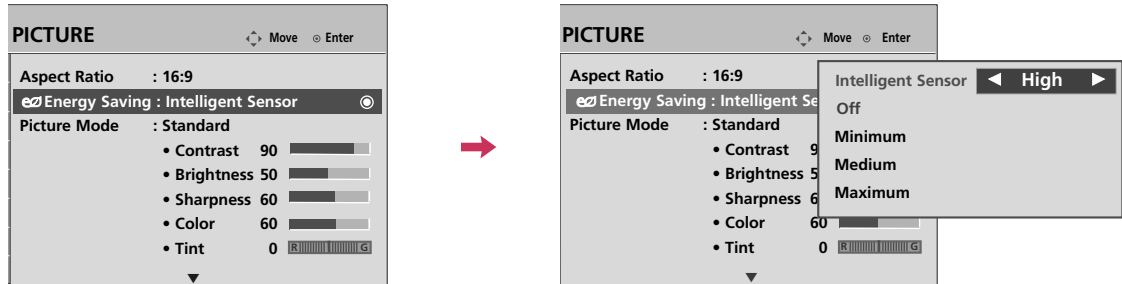 PICTURE Move Enter
Aspect Ratio : 16:9
Energy Saving : Intelligent Sensor
Picture Mode : Standard
• Contrast 90
• Brightness 50
• Sharpness 60
• Color 60
• Tint 0 R G
PICTURE Move Enter
Aspect Ratio : 16:9
Energy Saving : Intelligent Se
Picture Mode : Standard
• Contrast 9
• Brightness 5
• Sharpness 6
• Color 60
• Tint 0 R G
Intelligent Sensor ◀ High ▶
Off
Minimum
Medium
Maximum